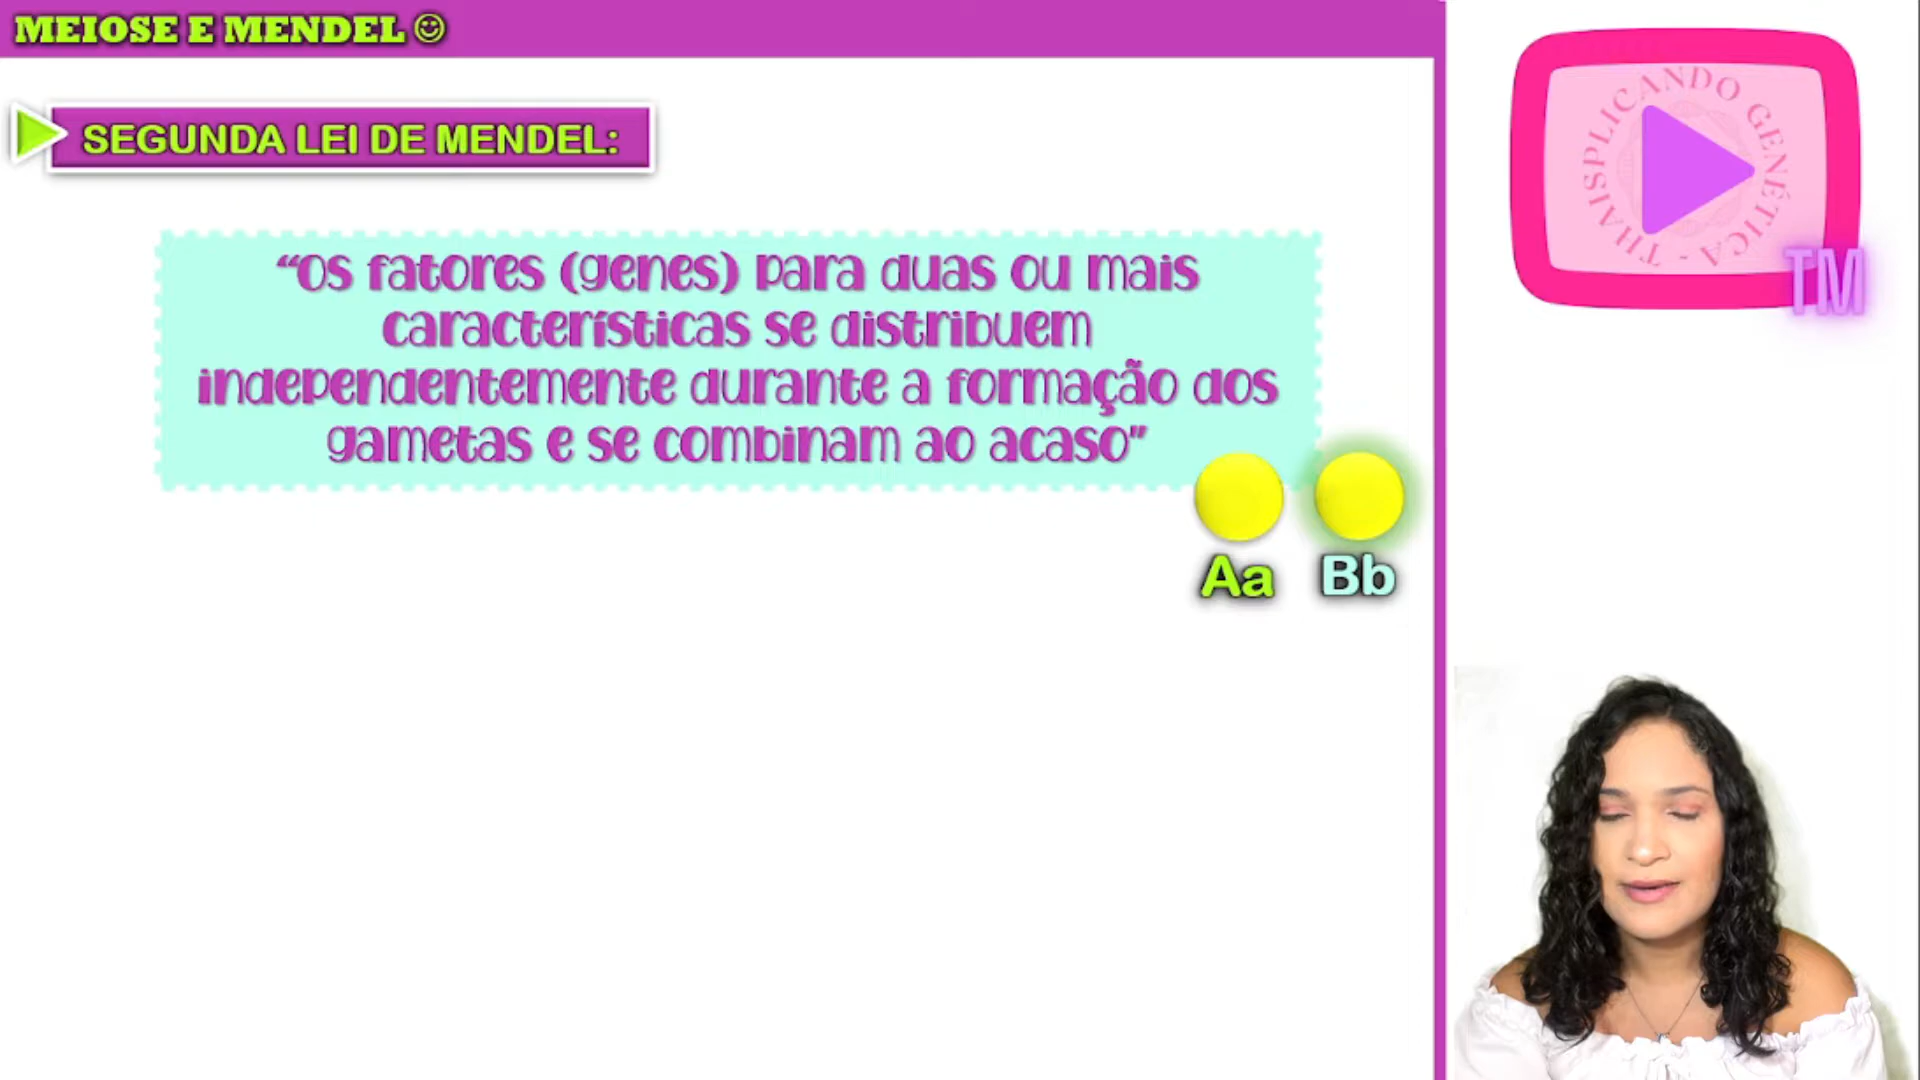 MEIOSE E MENDEL
SEGUNDA LEI DE MENDEL:
“Os fatores (genes) para duas ou mais
características se distribuem
independentemente durante a formação dos
gametas e se combinam ao acaso”
Aa Bb
THAISPLICANDO GENÉTICA -
TM